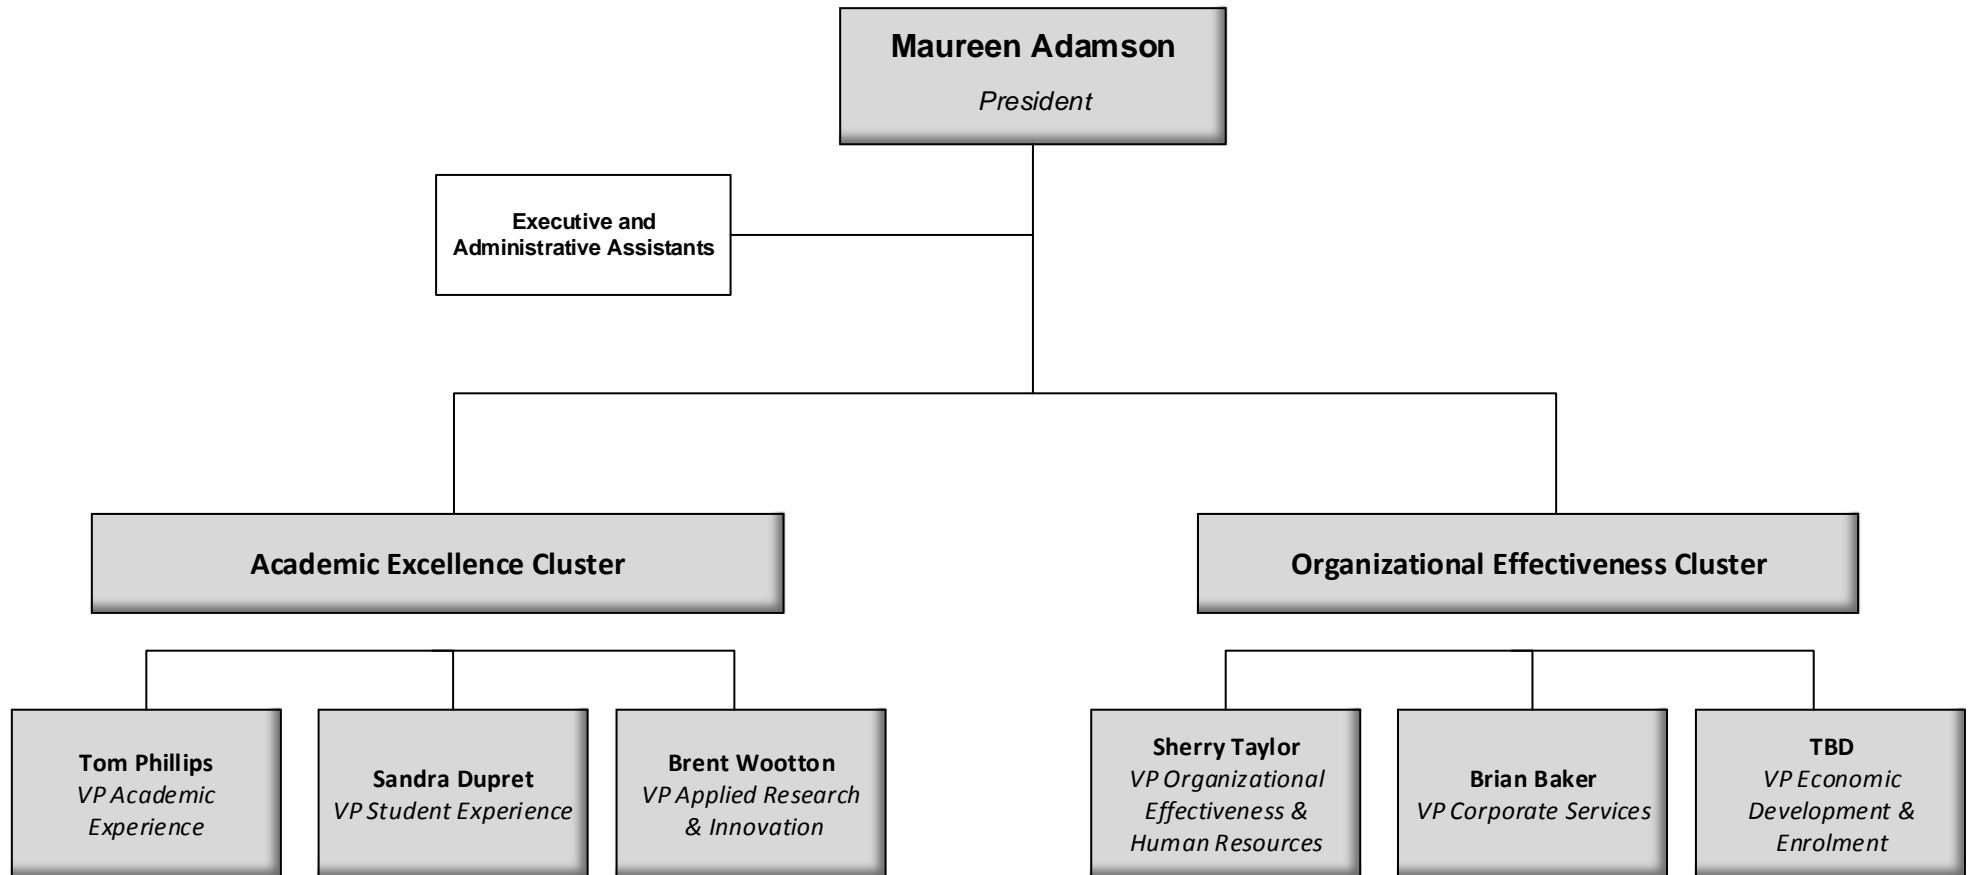 Maureen Adamson
President
Executive and
Administrative Assistants
Academic Excellence Cluster
Organizational Effectiveness Cluster
Tom Phillips
VP Academic
Experience
Sandra Dupret
VP Student Experience
Brent Wootton
VP Applied Research
& Innovation
Sherry Taylor
VP Organizational
Effectiveness &
Human Resources
Brian Baker
VP Corporate Services
TBD
VP Economic
Development &
Enrolment